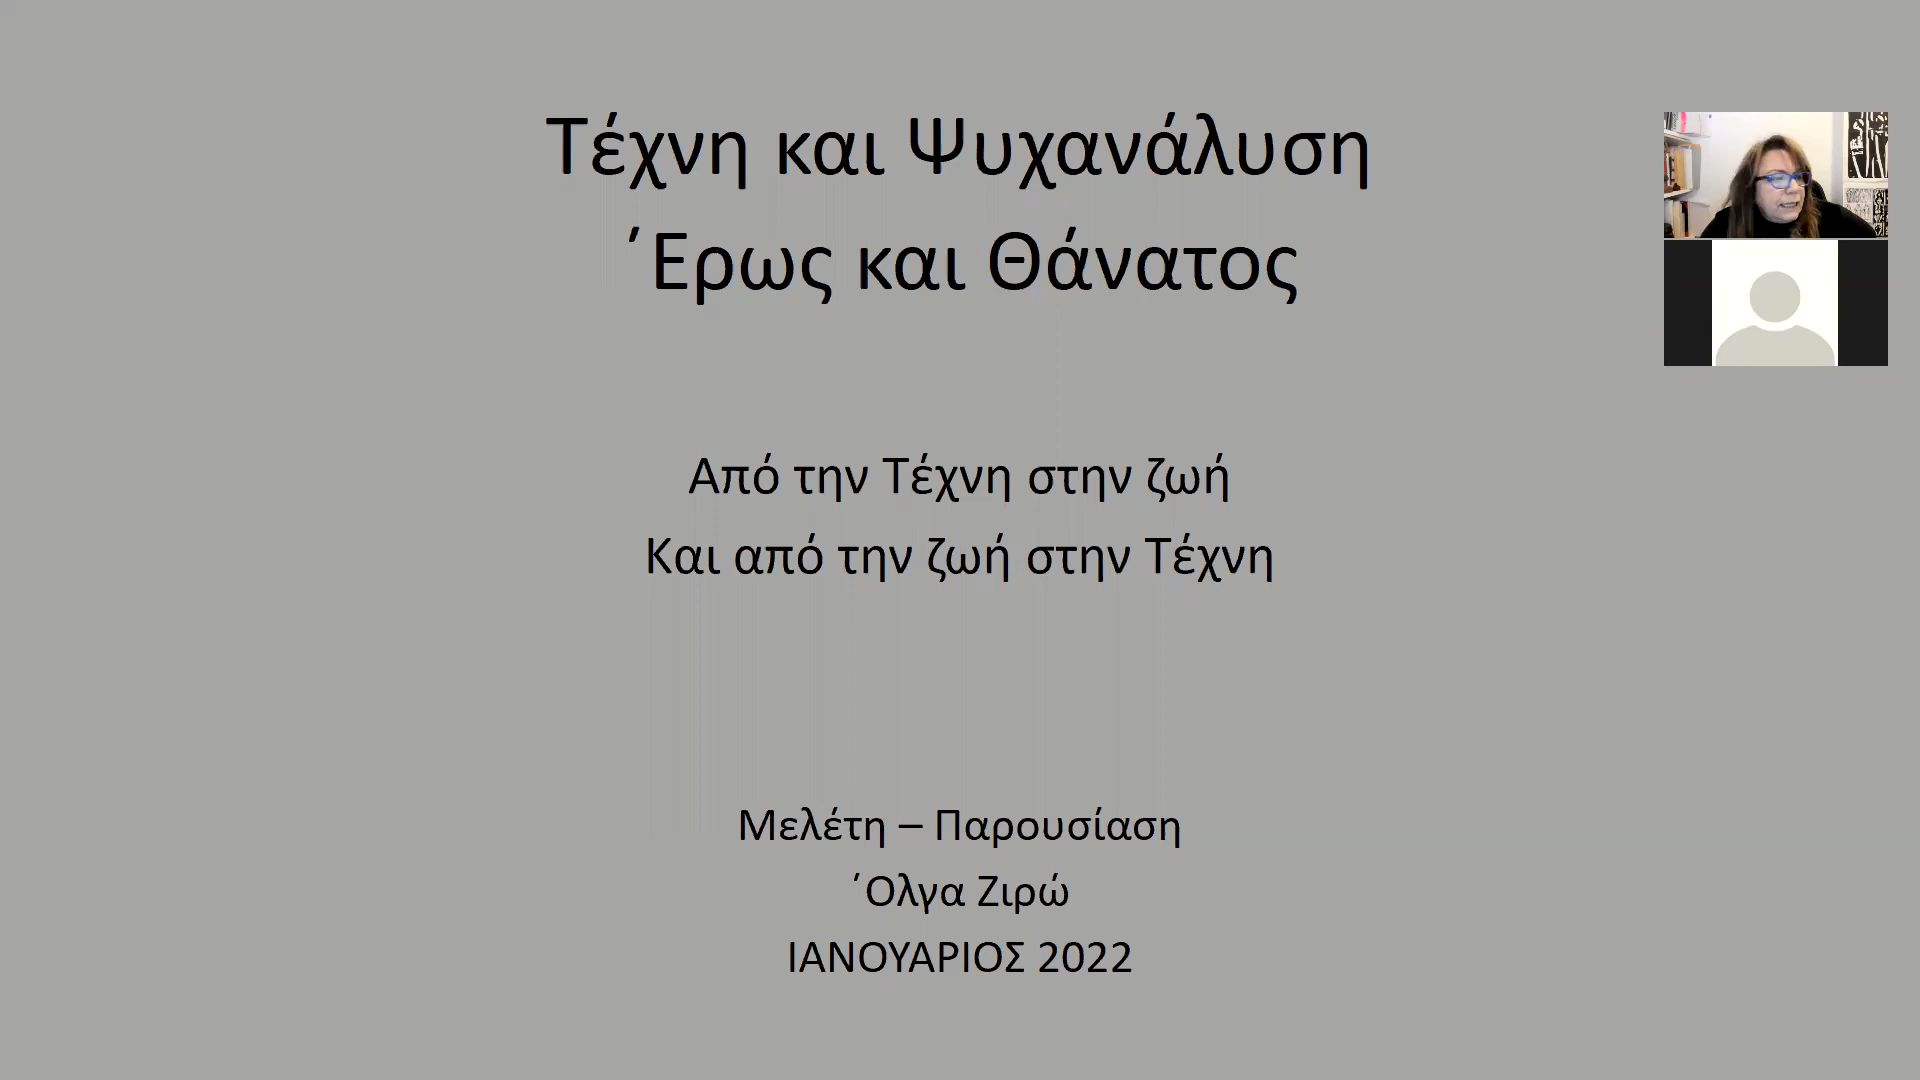 Τέχνη και Ψυχανάλυση
΄Ερως και Θάνατος
Από την Τέχνη στην ζωή
Και από την ζωή στην Τέχνη
Μελέτη – Παρουσίαση
΄Ολγα Ζιρώ
ΙΑΝΟΥΑΡΙΟΣ 2022